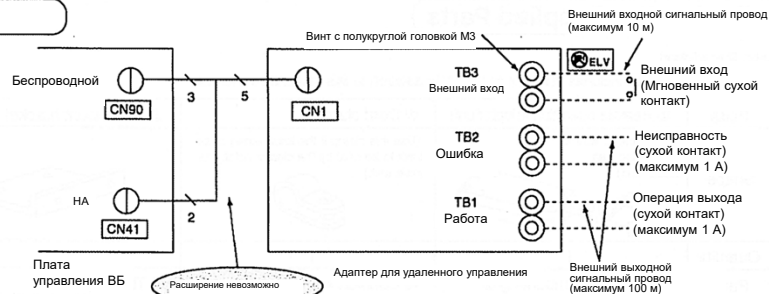 Внешний входной сигнальный провод
(максимум 10 м)
Винт с полукруглой головкой М3
ELV
Беспроводной
3
5
CN90
CN1
TB3
Внешний вход
Внешний вход
(Мгновенный сухой
контакт)
TB2
Ошибка
Неисправность
(сухой контакт)
(максимум 1 А)
НА
2
CN41
TB1
Работа
Операция выхода
(сухой контакт)
(максимум 1 А)
Плата
управления ВБ
Расширение невозможно
Адаптер для удаленного управления
Внешний выходной
сигнальный провод
(максимум 100 м)